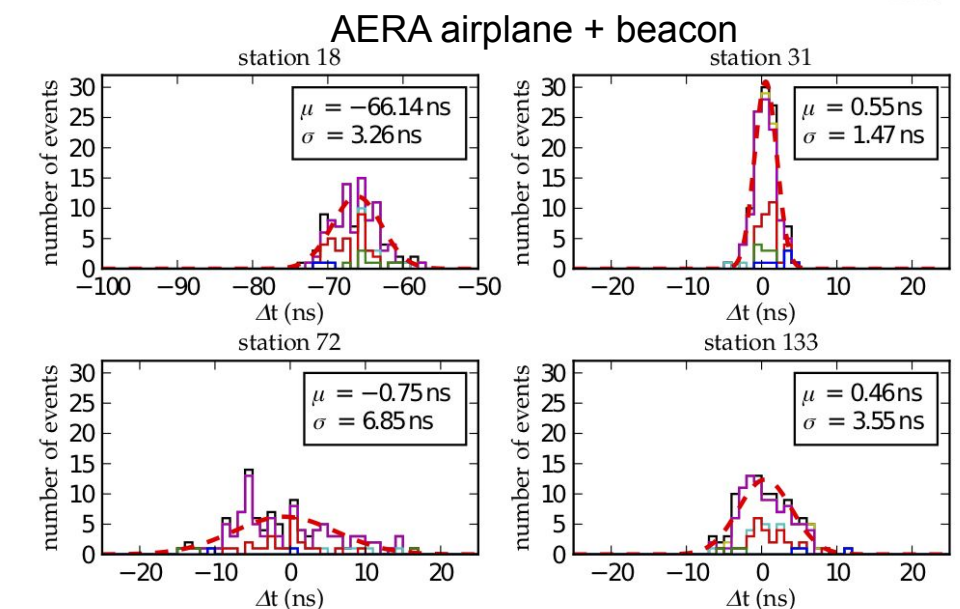 AERA airplane + beacon
station 18
number of events
30
25
20
15
10
5
0
μ = −66.14 ns
σ = 3.26 ns
−100 −90 −80 −70 −60 −50
Δt (ns)
station 31
number of events
30
25
20
15
10
5
0
μ = 0.55 ns
σ = 1.47 ns
−20 −10 0 10 20
Δt (ns)
station 72
number of events
30
25
20
15
10
5
0
μ = −0.75 ns
σ = 6.85 ns
−20 −10 0 10 20
Δt (ns)
station 133
number of events
30
25
20
15
10
5
0
μ = 0.46 ns
σ = 3.55 ns
−20 −10 0 10 20
Δt (ns)